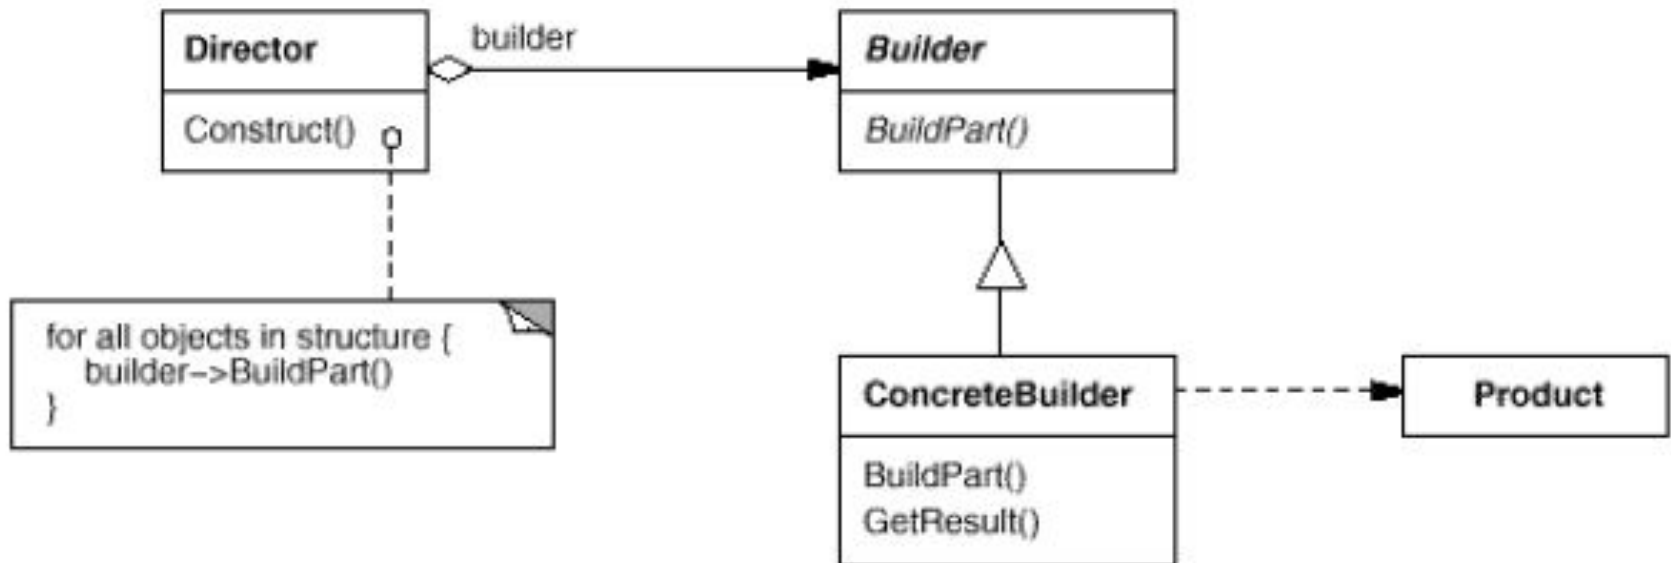 Director
builder
Builder
Construct()
BuildPart()
for all objects in structure {
builder–>BuildPart()
}
ConcreteBuilder
Product
BuildPart()
GetResult()